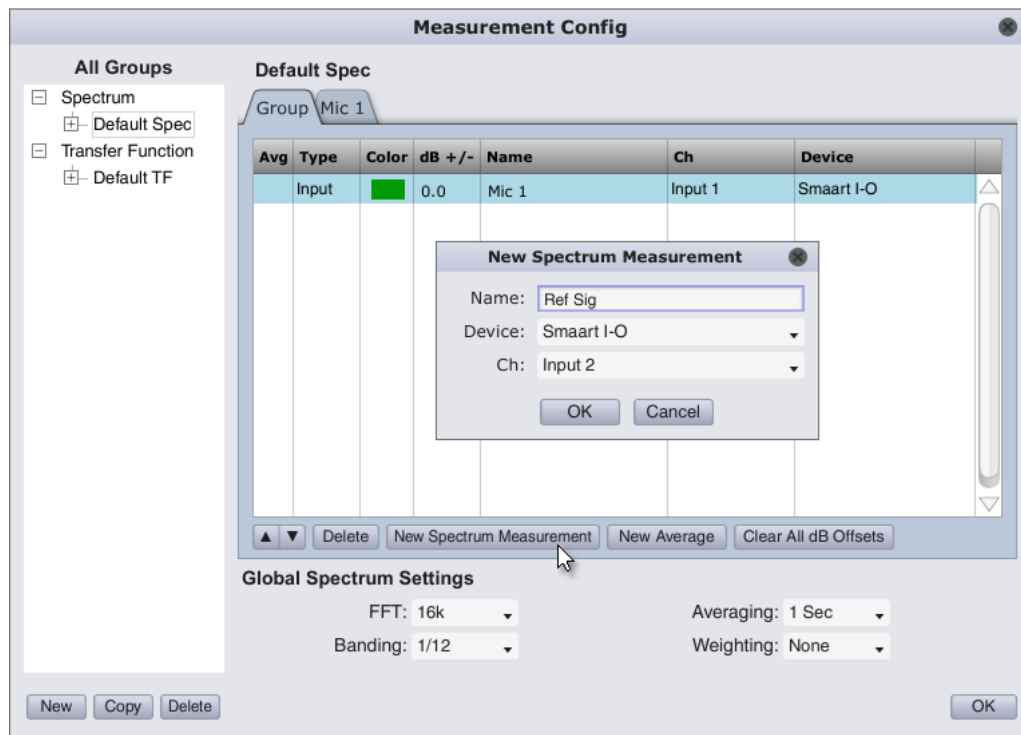 Measurement Config
All Groups
Spectrum
Default Spec
Transfer Function
Default TF
Default Spec
Group Mic 1
Avg Type Color dB +/- Name Ch Device
Input 0.0 Mic 1 Input 1 Smaart I-O
New Spectrum Measurement
Name: Ref Sig
Device: Smaart I-O
Ch: Input 2
OK Cancel
Delete New Spectrum Measurement New Average Clear All dB Offsets
Global Spectrum Settings
FFT: 16k Averaging: 1 Sec
Banding: 1/12 Weighting: None
New Copy Delete OK